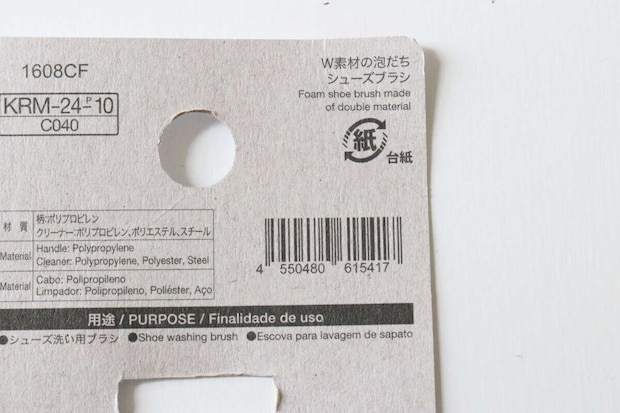 1608CF
KRM-24-P10
C040
W素材の泡だち
シューズブラシ
Foam shoe brush made
of double material
紙
台紙
材質
柄:ポリプロピレン
クリーナー:ポリプロピレン、ポリエステル、スチール
Material
Handle: Polypropylene
Cleaner: Polypropylene, Polyester, Steel
Material
Cabo: Polipropileno
Limpador: Polipropileno, Poliéster, Aço
4 550480 615417
用途 / PURPOSE / Finalidade de uso
●シューズ洗い用ブラシ ●Shoe washing brush ●Escova para lavagem de sapato